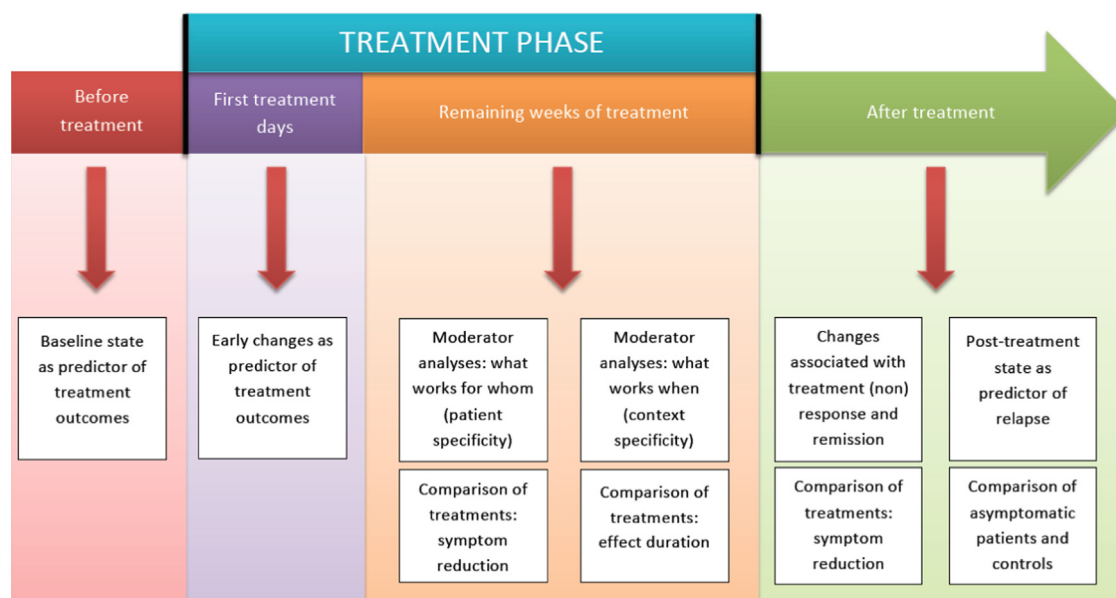 TREATMENT PHASE
Before
treatment
First treatment
days
Remaining weeks of treatment
After treatment
Baseline state
as predictor of
treatment
outcomes
Early changes as
predictor of
treatment
outcomes
Moderator
analyses: what
works for whom
(patient
specificity)
Moderator
analyses: what
works when
(context
specificity)
Changes
associated with
treatment (non)
response and
remission
Post-treatment
state as
predictor of
relapse
Comparison of
treatments:
symptom
reduction
Comparison of
treatments:
effect duration
Comparison of
treatments:
symptom
reduction
Comparison of
asymptomatic
patients and
controls